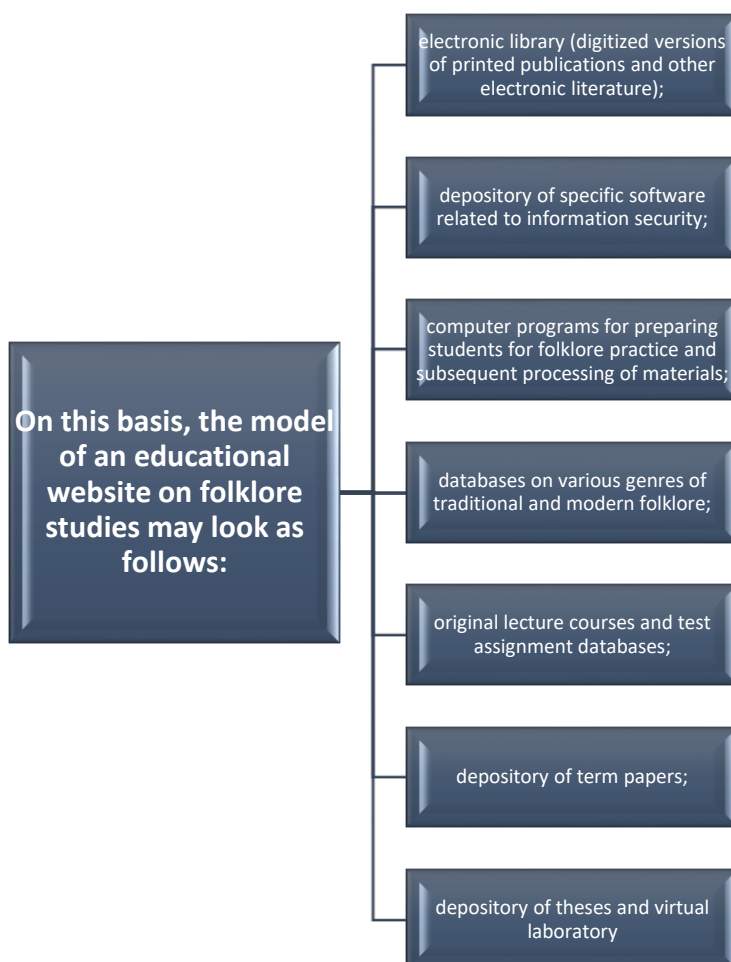 On this basis, the model
of an educational
website on folklore
studies may look as
follows:
electronic library (digitized versions
of printed publications and other
electronic literature);
depository of specific software
related to information security;
computer programs for preparing
students for folklore practice and
subsequent processing of materials;
databases on various genres of
traditional and modern folklore;
original lecture courses and test
assignment databases;
depository of term papers;
depository of theses and virtual
laboratory